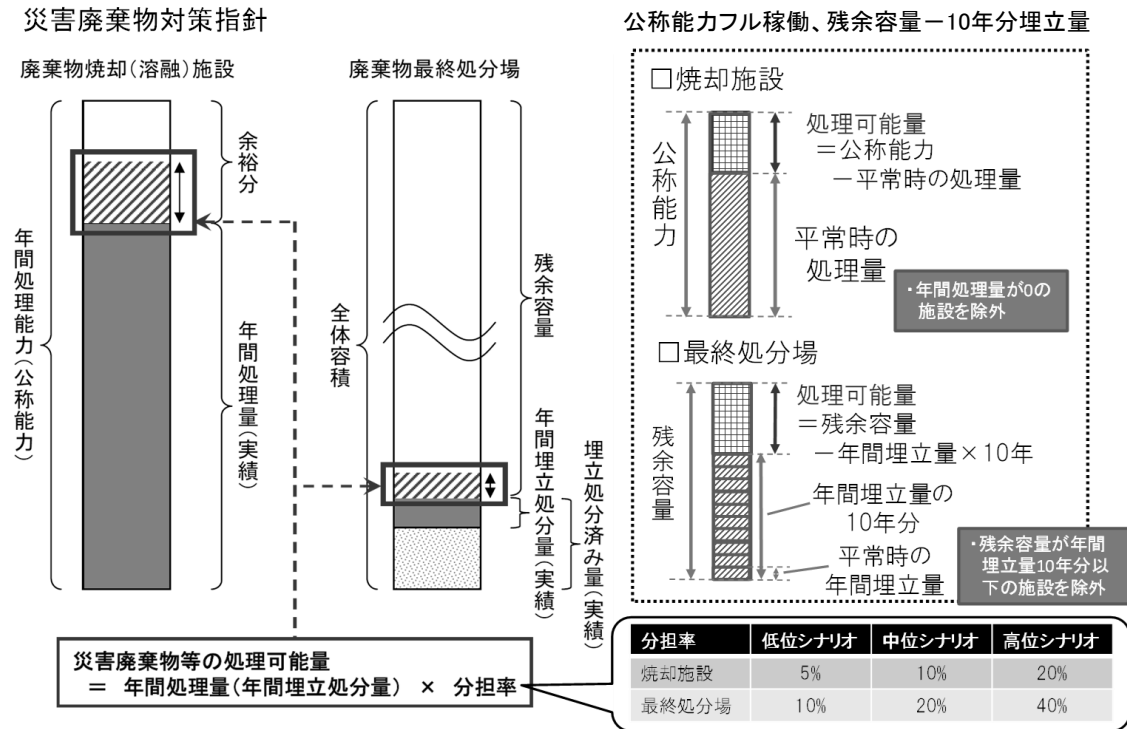 災害廃棄物対策指針
廃棄物焼却(溶融)施設
廃棄物最終処分場
年間処理能力(公称能力)
余裕分
年間処理量(実績)
全体容積
残余容量
年間埋立処分量(実績)
埋立処分済み量(実績)
災害廃棄物等の処理可能量
= 年間処理量(年間埋立処分量) × 分担率
公称能力フル稼働、残余容量-10年分埋立量
□焼却施設
公称能力
処理可能量
=公称能力
-平常時の処理量
平常時の
処理量
・年間処理量が0の
施設を除外
□最終処分場
残余容量
処理可能量
=残余容量
-年間埋立量×10年
年間埋立量の
10年分
平常時の
年間埋立量
・残余容量が年間
埋立量10年分以
下の施設を除外
分担率 低位シナリオ 中位シナリオ 高位シナリオ
焼却施設 5% 10% 20%
最終処分場 10% 20% 40%